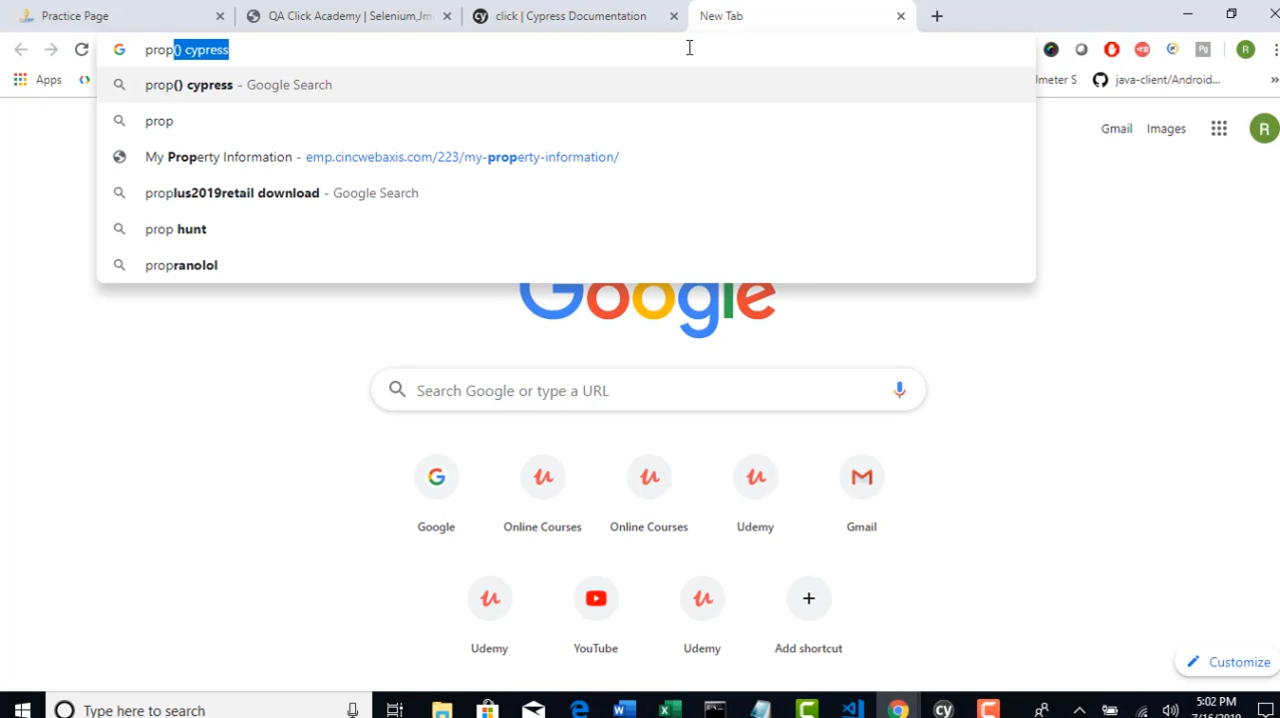 Practice Page
QA Click Academy | Selenium,Jm
click | Cypress Documentation
New Tab
prop() cypress
Apps
prop() cypress - Google Search
prop
My Property Information - emp.cincwebaxis.com/223/my-property-information/
proplus2019retail download - Google Search
prop hunt
propranolol
Jmeter S
java-client/Android...
Gmail Images
R
R
Google
Search Google or type a URL
Google
Online Courses
Online Courses
Udemy
Gmail
Udemy
YouTube
Udemy
Add shortcut
Customize
Type here to search
5:02 PM